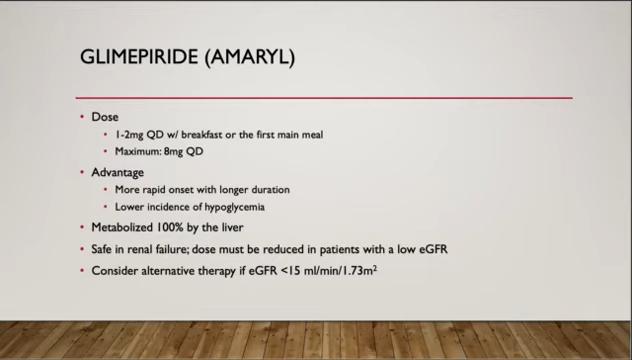 GLIMEPIRIDE (AMARYL)
• Dose
• 1-2mg QD w/ breakfast or the first main meal
• Maximum: 8mg QD
• Advantage
• More rapid onset with longer duration
• Lower incidence of hypoglycemia
• Metabolized 100% by the liver
• Safe in renal failure; dose must be reduced in patients with a low eGFR
• Consider alternative therapy if eGFR <15 ml/min/1.73m²